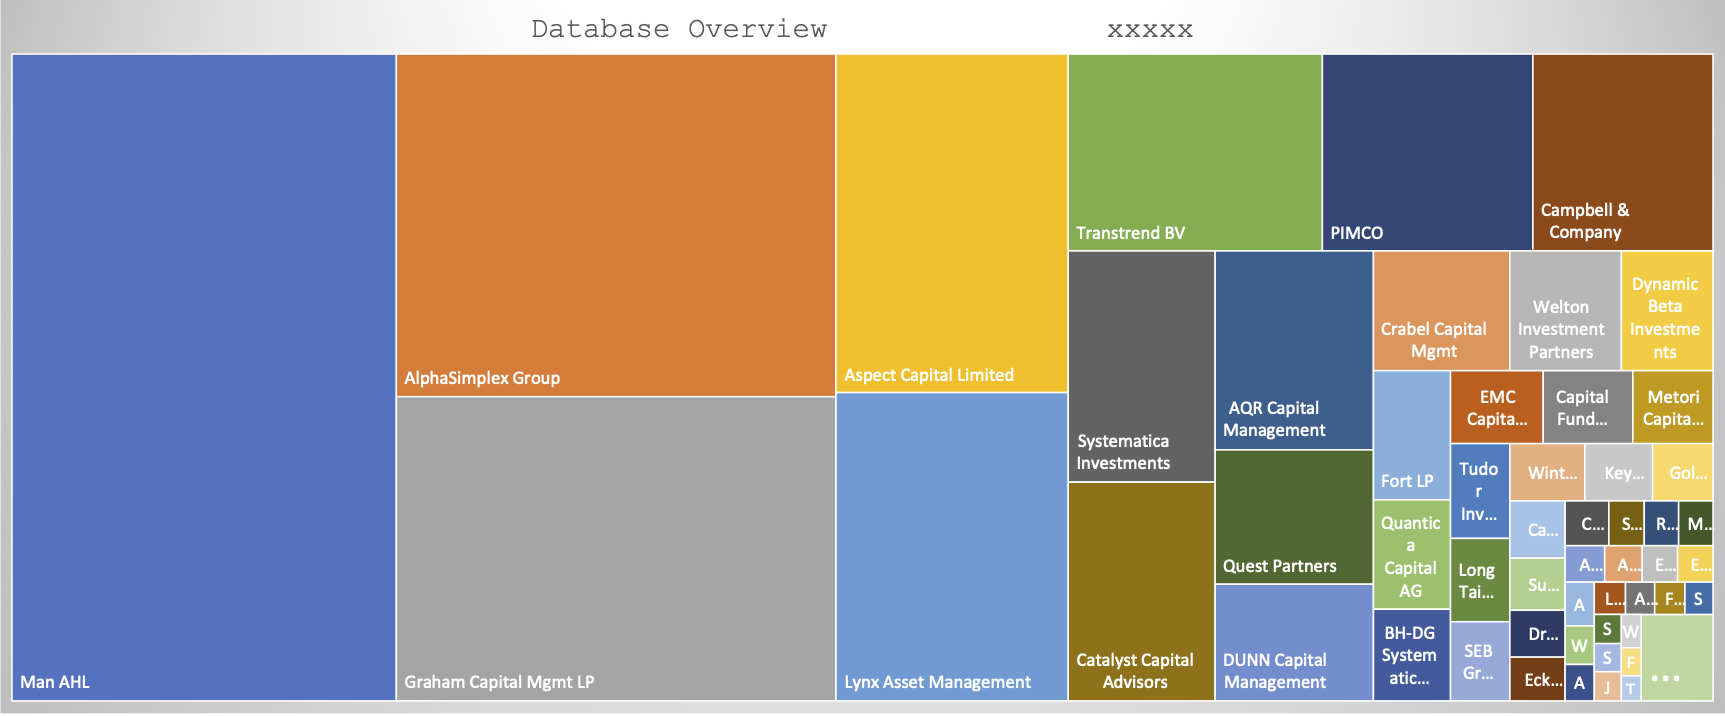 Database Overview xxxxx
Man AHL
AlphaSimplex Group
Graham Capital Mgmt LP
Aspect Capital Limited
Lynx Asset Management
Transtrend BV
PIMCO
Campbell &
Company
Systematica
Investments
Catalyst Capital
Advisors
AQR Capital
Management
Quest Partners
DUNN Capital
Management
Crabel Capital
Mgmt
Welton
Investment
Partners
Dynamic
Beta
Investme
nts
Fort LP
Quantic
a
Capital
AG
BH-DG
System
atic...
EMC
Capita...
Capital
Fund...
Metori
Capita...
Tudo
r
Inv...
Long
Tai...
SEB
Gr...
Wint...
Key...
Gol...
Ca...
Su...
Dr...
Eck...
C...
S...
R...
M...
A...
A...
E...
E...
A
W
A
L...
A...
F...
S
S
S
J
W
F
T
...